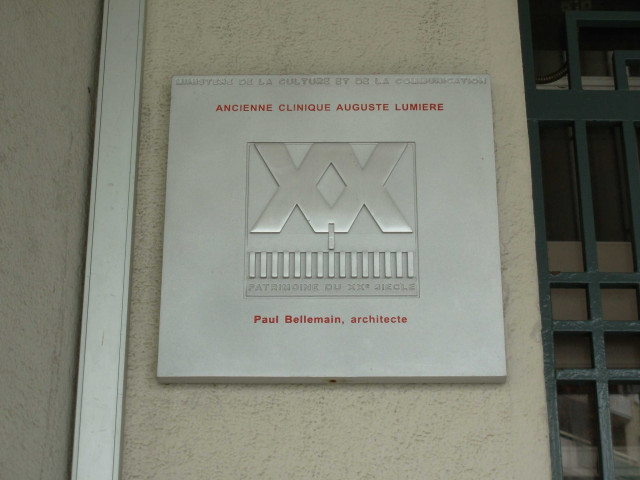 MINISTERE DE LA CULTURE ET DE LA COMMUNICATION
ANCIENNE CLINIQUE AUGUSTE LUMIERE
XX
PATRIMOINE DU XXe SIECLE
Paul Bellemain, architecte